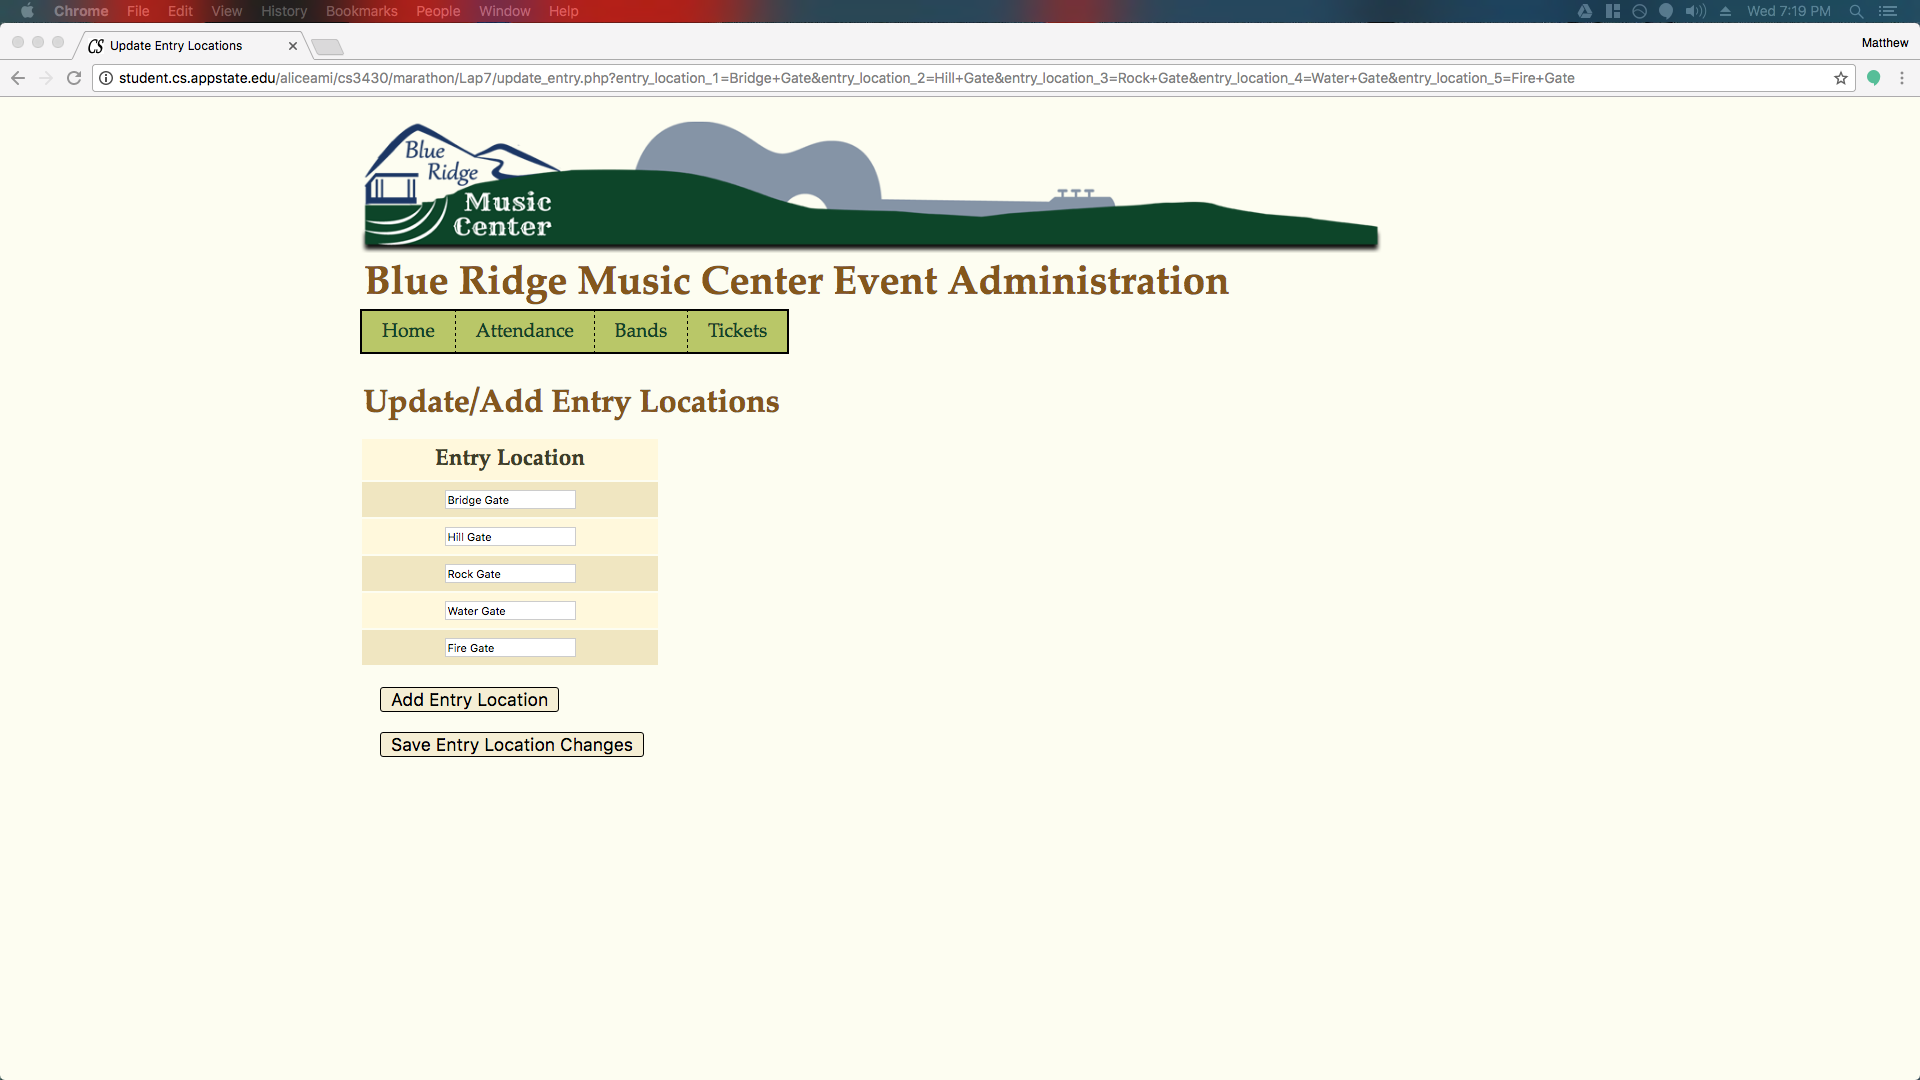 Chrome File Edit View History Bookmarks People Window Help Wed 7:19 PM
CS Update Entry Locations Matthew
student.cs.appstate.edu/aliceami/cs3430/marathon/Lap7/update_entry.php?entry_location_1=Bridge+Gate&entry_location_2=Hill+Gate&entry_location_3=Rock+Gate&entry_location_4=Water+Gate&entry_location_5=Fire+Gate
Blue
Ridge
Music
Center
Blue Ridge Music Center Event Administration
Home Attendance Bands Tickets
Update/Add Entry Locations
Entry Location
Bridge Gate
Hill Gate
Rock Gate
Water Gate
Fire Gate
Add Entry Location
Save Entry Location Changes